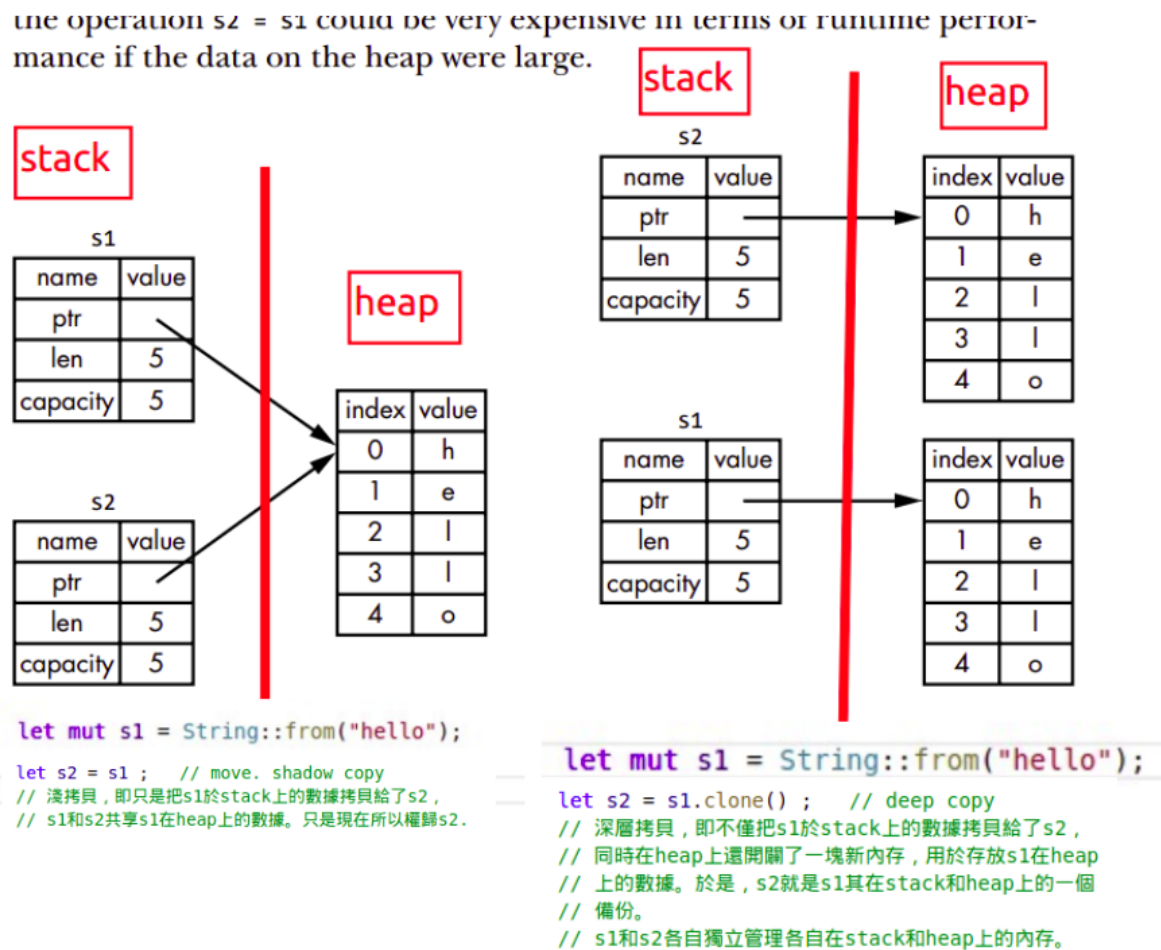 the operation s2 = s1 could be very expensive in terms of runtime perfor-
mance if the data on the heap were large.
stack
s1
name value
ptr
len 5
capacity 5
heap
index value
0 h
1 e
2 l
3 l
4 o
s2
name value
ptr
len 5
capacity 5
let mut s1 = String::from("hello");
let s2 = s1 ; // move. shadow copy
// 淺拷貝，即只是把s1於stack上的數據拷貝給了s2，
// s1和s2共享s1在heap上的數據。只是現在所以權歸s2.
stack
heap
s2
name value
ptr
len 5
capacity 5
index value
0 h
1 e
2 l
3 l
4 o
s1
name value
ptr
len 5
capacity 5
index value
0 h
1 e
2 l
3 l
4 o
let mut s1 = String::from("hello");
let s2 = s1.clone() ; // deep copy
// 深層拷貝，即不僅把s1於stack上的數據拷貝給了s2，
// 同時在heap上還開闢了一塊新內存，用於存放s1在heap
// 上的數據。於是，s2就是s1其在stack和heap上的一個
// 備份。
// s1和s2各自獨立管理各自在stack和heap上的內存。